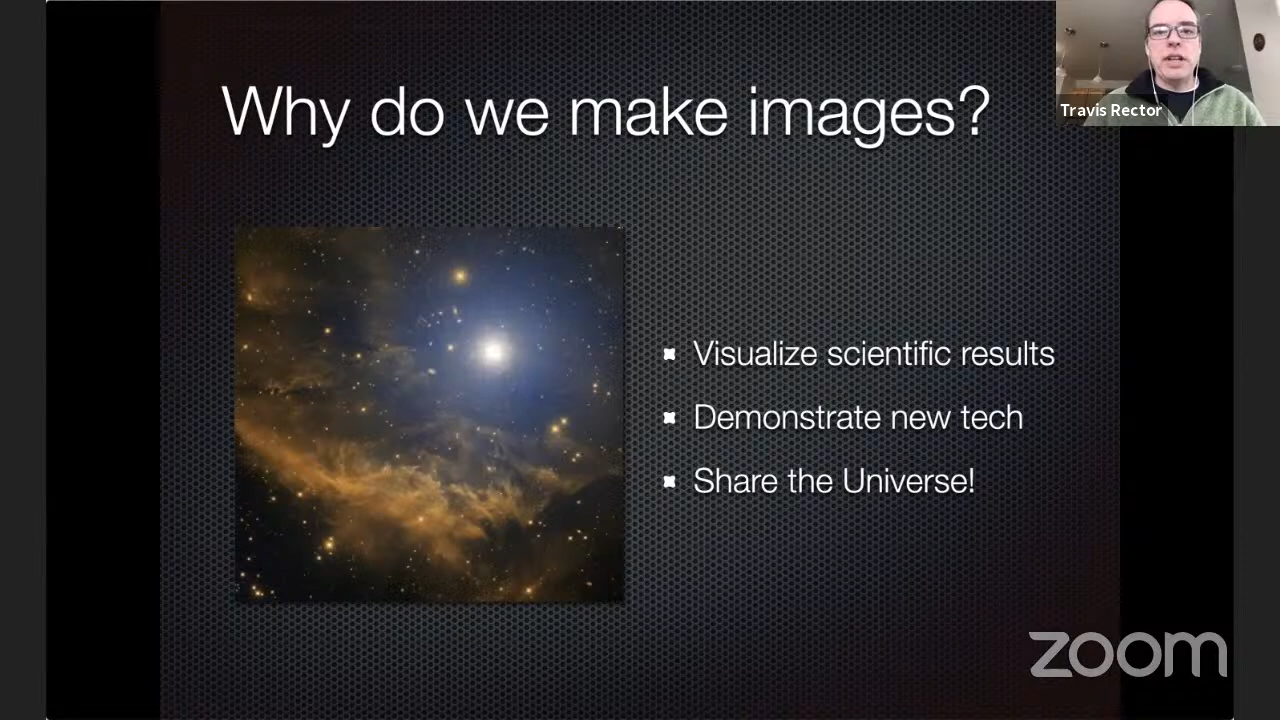 Why do we make images?
Travis Rector
Visualize scientific results
Demonstrate new tech
Share the Universe!
zoom